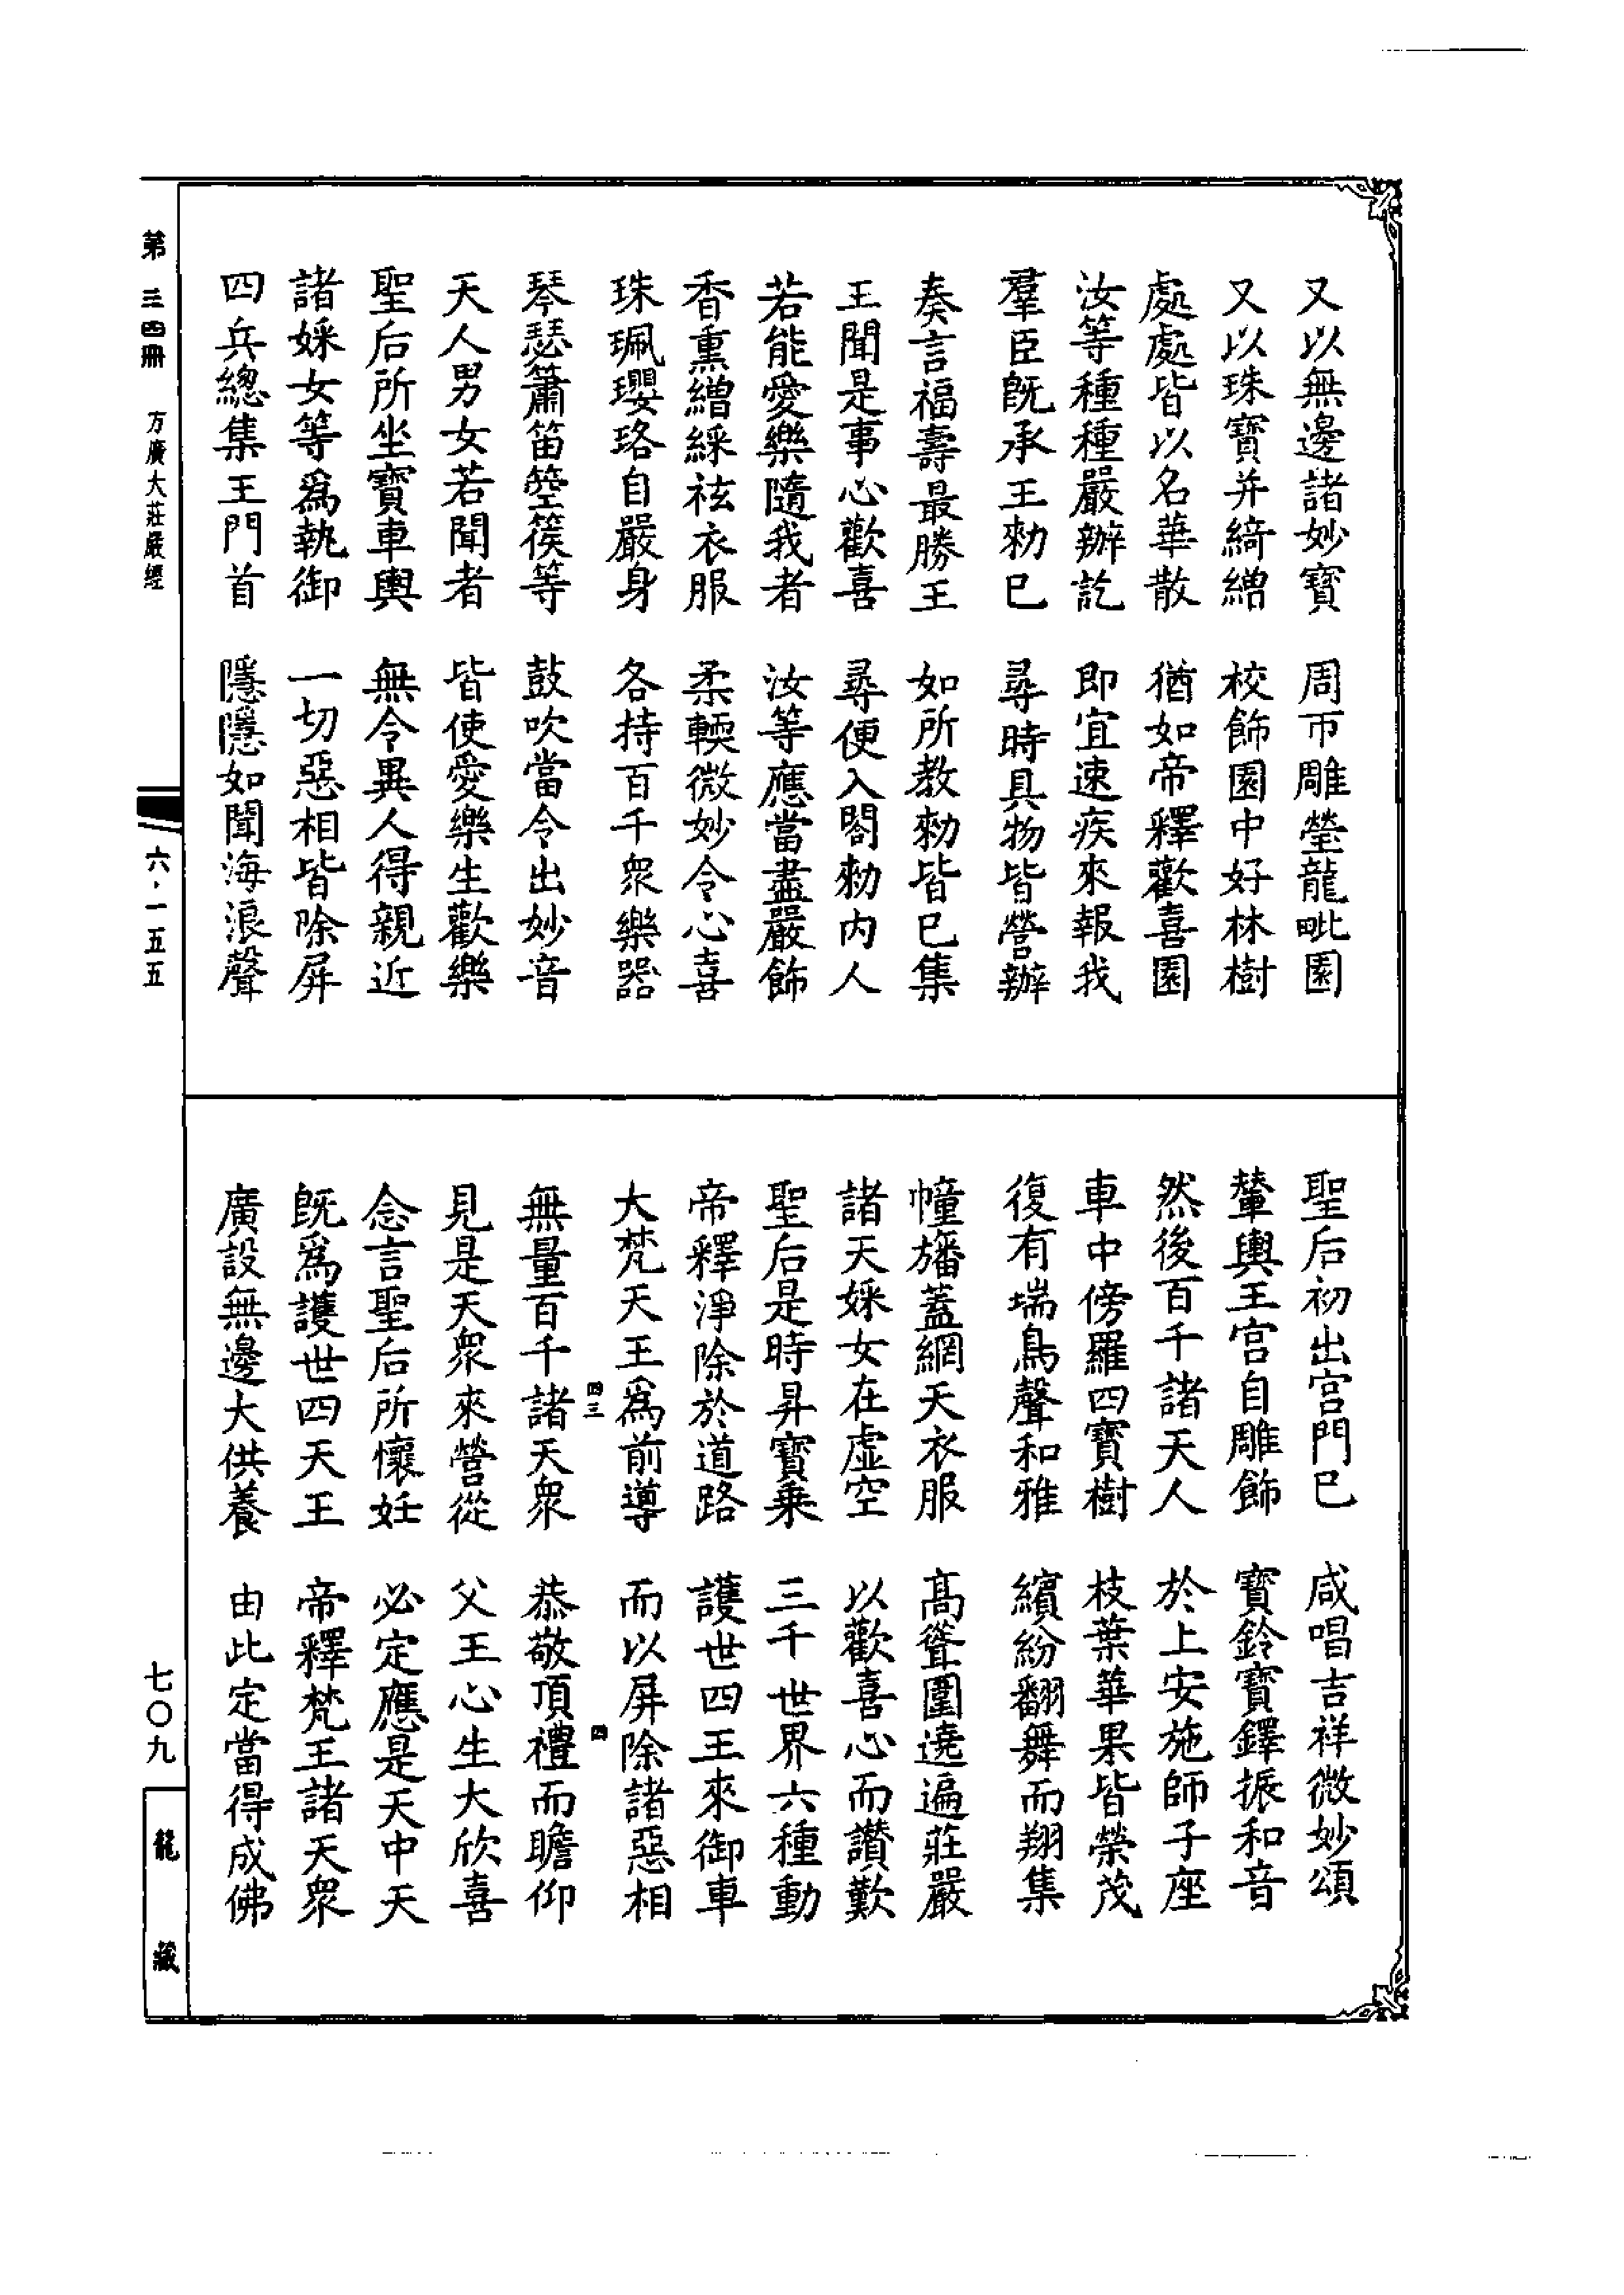 又以無邊諸妙寶　周帀雕瑩龍毗園
又以珠寶并綺繒　校飾園中好林樹
處處皆以名華散　猶如帝釋歡喜園
汝等種種嚴辦訖　即宜速疾來報我
羣臣旣承王勑已　尋時具物皆營辦
奏言福壽最勝王　如所教勑皆已集
王聞是事心歡喜　尋便入閤勑內人
若能愛樂隨我者　汝等應當盡嚴飾
香熏繒綵袨衣服　柔輭微妙令心喜
珠珮瓔珞自嚴身　各持百千衆樂器
琴瑟簫笛箜篌等　鼓吹當令出妙音
天人男女若聞者　皆使愛樂生歡樂
聖后所坐寶車輿　無令異人得親近
諸婇女等爲執御　一切惡相皆除屏
四兵總集王門首　隱隱如聞海浪聲
聖后初出宮門已　咸唱吉祥微妙頌
輦輿王宮自雕飾　寶鈴寶鐸振和音
然後百千諸天人　於上安施師子座
車中傍羅四寶樹　枝葉華果皆榮茂
復有瑞鳥聲和雅　繽紛翻舞而翔集
幢旛蓋網天衣服　高聳圍遶遍莊嚴
諸天婇女在虛空　以歡喜心而讚歎
聖后是時昇寶乘　三千世界六種動
帝釋淨除於道路　護世四王來御車
大梵天王爲前導　而以屏除諸惡相
四三　四
無量百千諸天衆　恭敬頂禮而瞻仰
見是天衆來營從　父王心生大欣喜
念言聖后所懷妊　必定應是天中天
旣爲護世四天王　帝釋梵王諸天衆
廣設無邊大供養　由此定當得成佛
第三四冊　方廣大莊嚴經
六·一五五
七〇九
龍藏